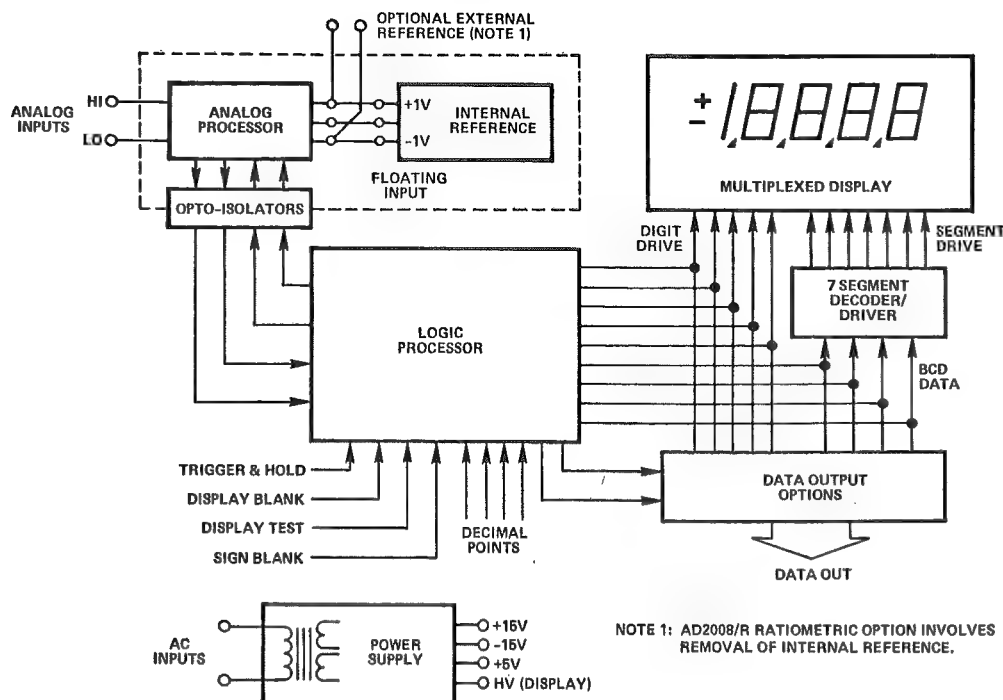 OPTIONAL EXTERNAL
REFERENCE (NOTE 1)
ANALOG
INPUTS
HI
LO
ANALOG
PROCESSOR
+1V
-1V
INTERNAL
REFERENCE
FLOATING
INPUT
OPTO-ISOLATORS
± 1.8.8.8.8
MULTIPLEXED DISPLAY
DIGIT
DRIVE
SEGMENT
DRIVE
7 SEGMENT
DECODER/
DRIVER
BCD
DATA
LOGIC
PROCESSOR
TRIGGER & HOLD
DISPLAY BLANK
DISPLAY TEST
SIGN BLANK
DECIMAL
POINTS
DATA OUTPUT
OPTIONS
DATA OUT
AC
INPUTS
POWER
SUPPLY
+15V
-15V
+5V
HV (DISPLAY)
NOTE 1: AD2008/R RATIOMETRIC OPTION INVOLVES
REMOVAL OF INTERNAL REFERENCE.